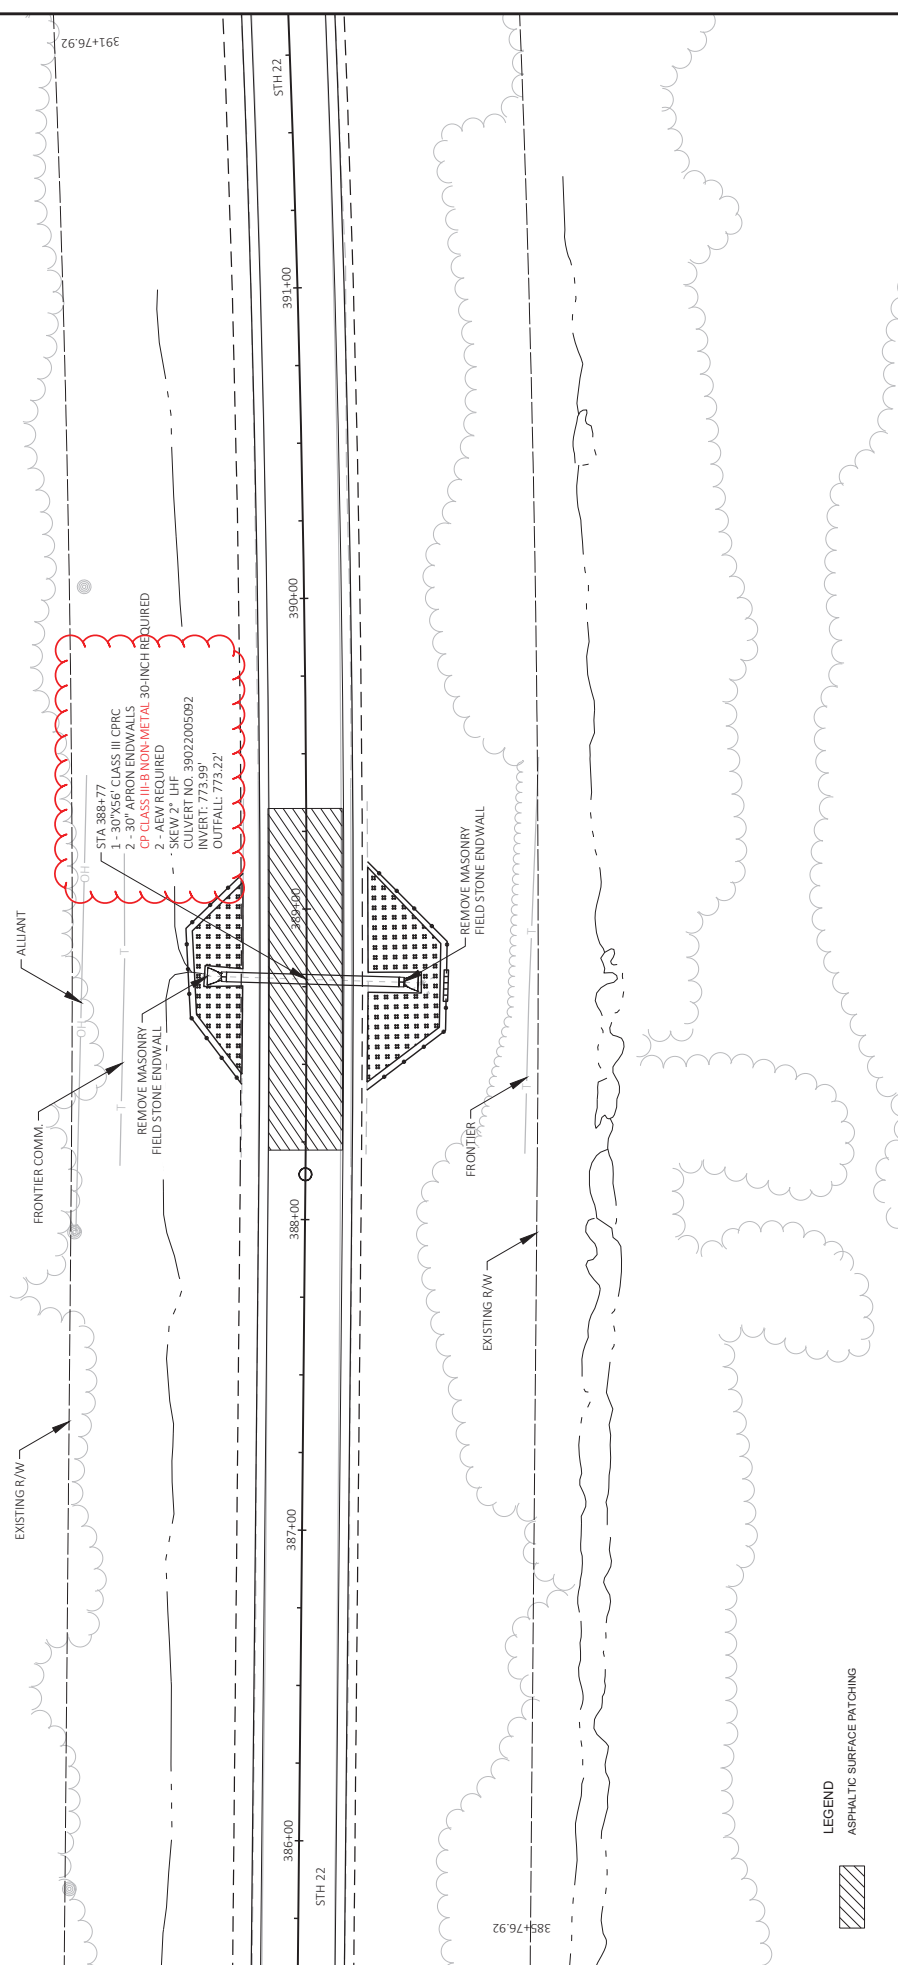 391+76.92
STH 22
391+00
390+00
STA 388+77
1 - 30"X56' CLASS III CPRC
2 - 30" APRON ENDWALLS
CP CLASS III-B NON-METAL 30-INCH REQUIRED
2 - AEW REQUIRED
SKEW 2° LHF
CULVERT NO. 39022005092
INVERT: 773.99'
OUTFALL: 773.22'
OH
T
389+00
REMOVE MASONRY
FIELD STONE ENDWALL
ALLIANT
OH
T
REMOVE MASONRY
FIELD STONE ENDWALL
FRONTIER COMM.
T
T
FRONTIER
388+00
EXISTING R/W
EXISTING R/W
387+00
386+00
STH 22
385+76.92
LEGEND
ASPHALTIC SURFACE PATCHING